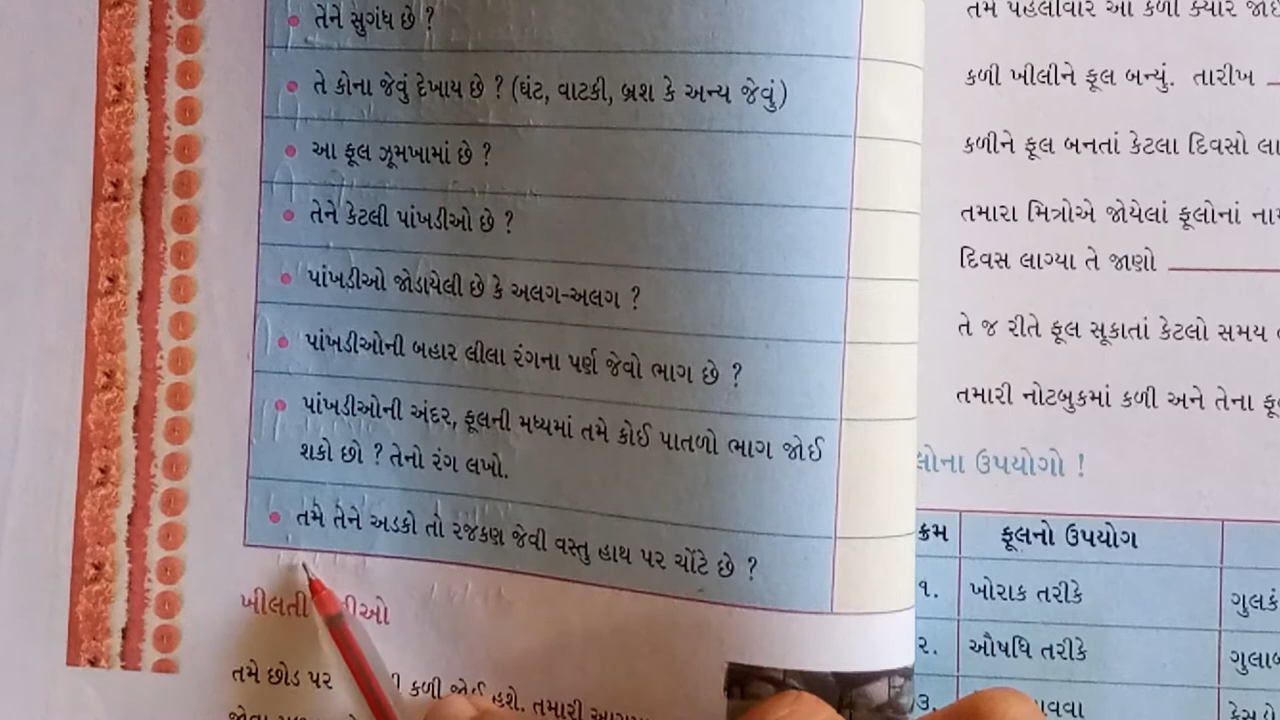 તેને સુગંધ છે ?
તે કોના જેવું દેખાય છે ? (ઘંટ, વાટકી, બ્રશ કે અન્ય જેવું)
આ ફૂલ ઝૂમખામાં છે ?
તેને કેટલી પાંખડીઓ છે ?
પાંખડીઓ જોડાયેલી છે કે અલગ-અલગ ?
પાંખડીઓની બહાર લીલા રંગના પર્ણ જેવો ભાગ છે ?
પાંખડીઓની અંદર, ફૂલની મધ્યમાં તમે કોઈ પાતળો ભાગ જોઈ
શકો છો ? તેનો રંગ લખો.
તમે તેને અડકો તો રજકણ જેવી વસ્તુ હાથ પર ચોંટે છે ?
ખીલતી
તમે છોડ પર કળી જોઈ હશે. તમારી
તમે પહેલીવાર આ કળી ક્યારે
કળી ખીલીને ફૂલ બન્યું. તારીખ
કળીને ફૂલ બનતાં કેટલા દિવસો
તમારા મિત્રોએ જોયેલાં ફૂલોનાં
દિવસ લાગ્યા તે જાણો
તે જ રીતે ફૂલ સૂકાતાં કેટલો સમય
તમારી નોટબુકમાં કળી અને તેના
ઉપયોગો !
ક્રમ ફૂલનો ઉપયોગ
૧. ખોરાક તરીકે
૨. ઔષધિ તરીકે
૩.